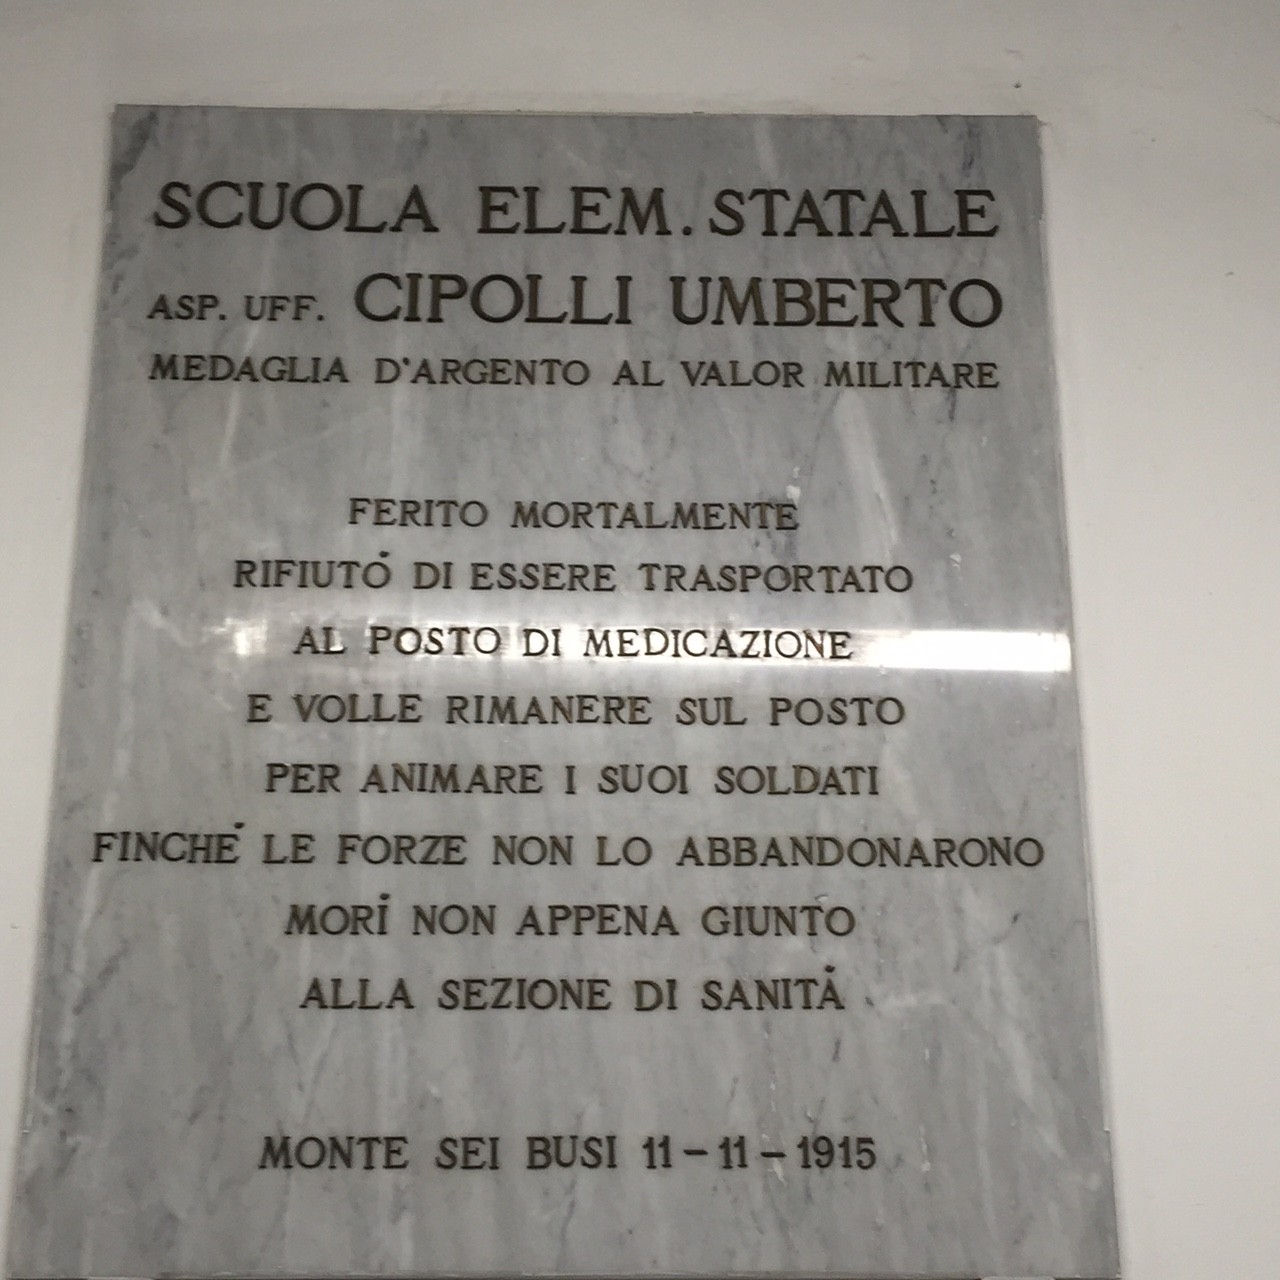 SCUOLA ELEM. STATALE
ASP. UFF. CIPOLLI UMBERTO
MEDAGLIA D'ARGENTO AL VALOR MILITARE
FERITO MORTALMENTE
RIFIUTÓ DI ESSERE TRASPORTATO
AL POSTO DI MEDICAZIONE
E VOLLE RIMANERE SUL POSTO
PER ANIMARE I SUOI SOLDATI
FINCHÉ LE FORZE NON LO ABBANDONARONO
MORÍ NON APPENA GIUNTO
ALLA SEZIONE DI SANITÀ
MONTE SEI BUSI 11-11-1915